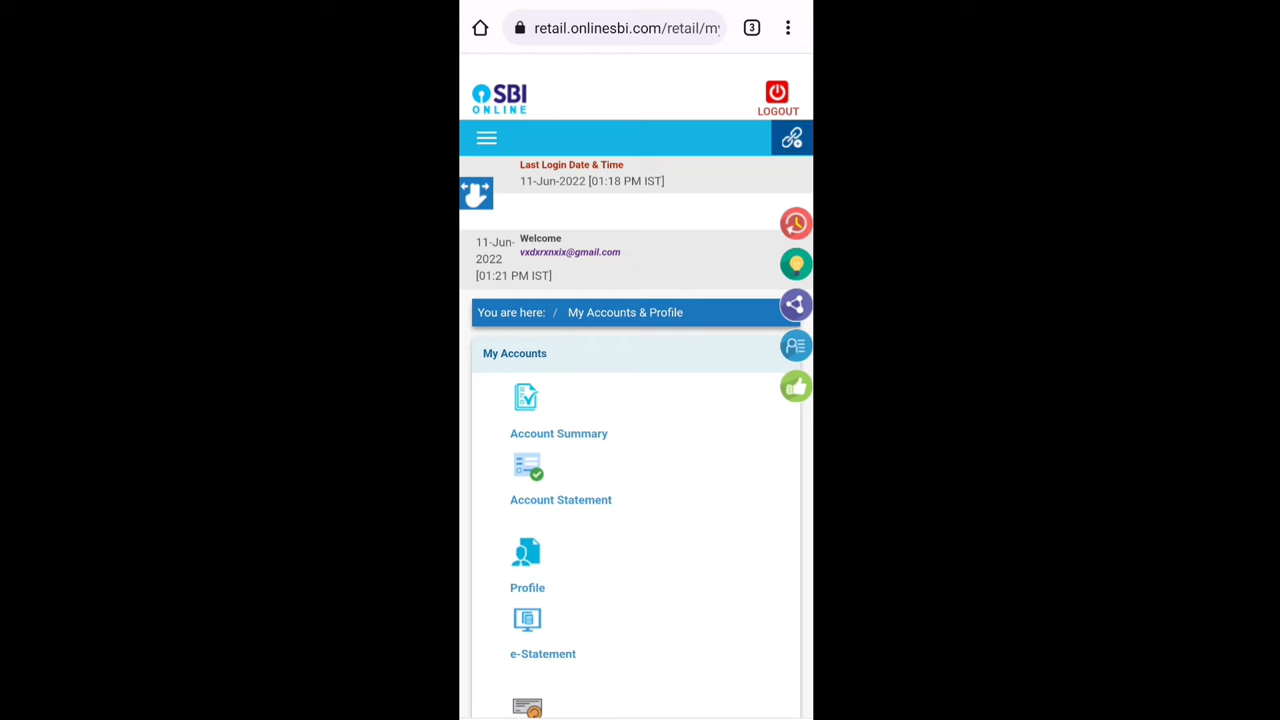 retail.onlinesbi.com/retail/my
3
SBI
ONLINE
LOGOUT
Last Login Date & Time
11-Jun-2022 [01:18 PM IST]
11-Jun-
2022
[01:21 PM IST]
Welcome
vxdxrxnxix@gmail.com
You are here: / My Accounts & Profile
My Accounts
Account Summary
Account Statement
Profile
e-Statement